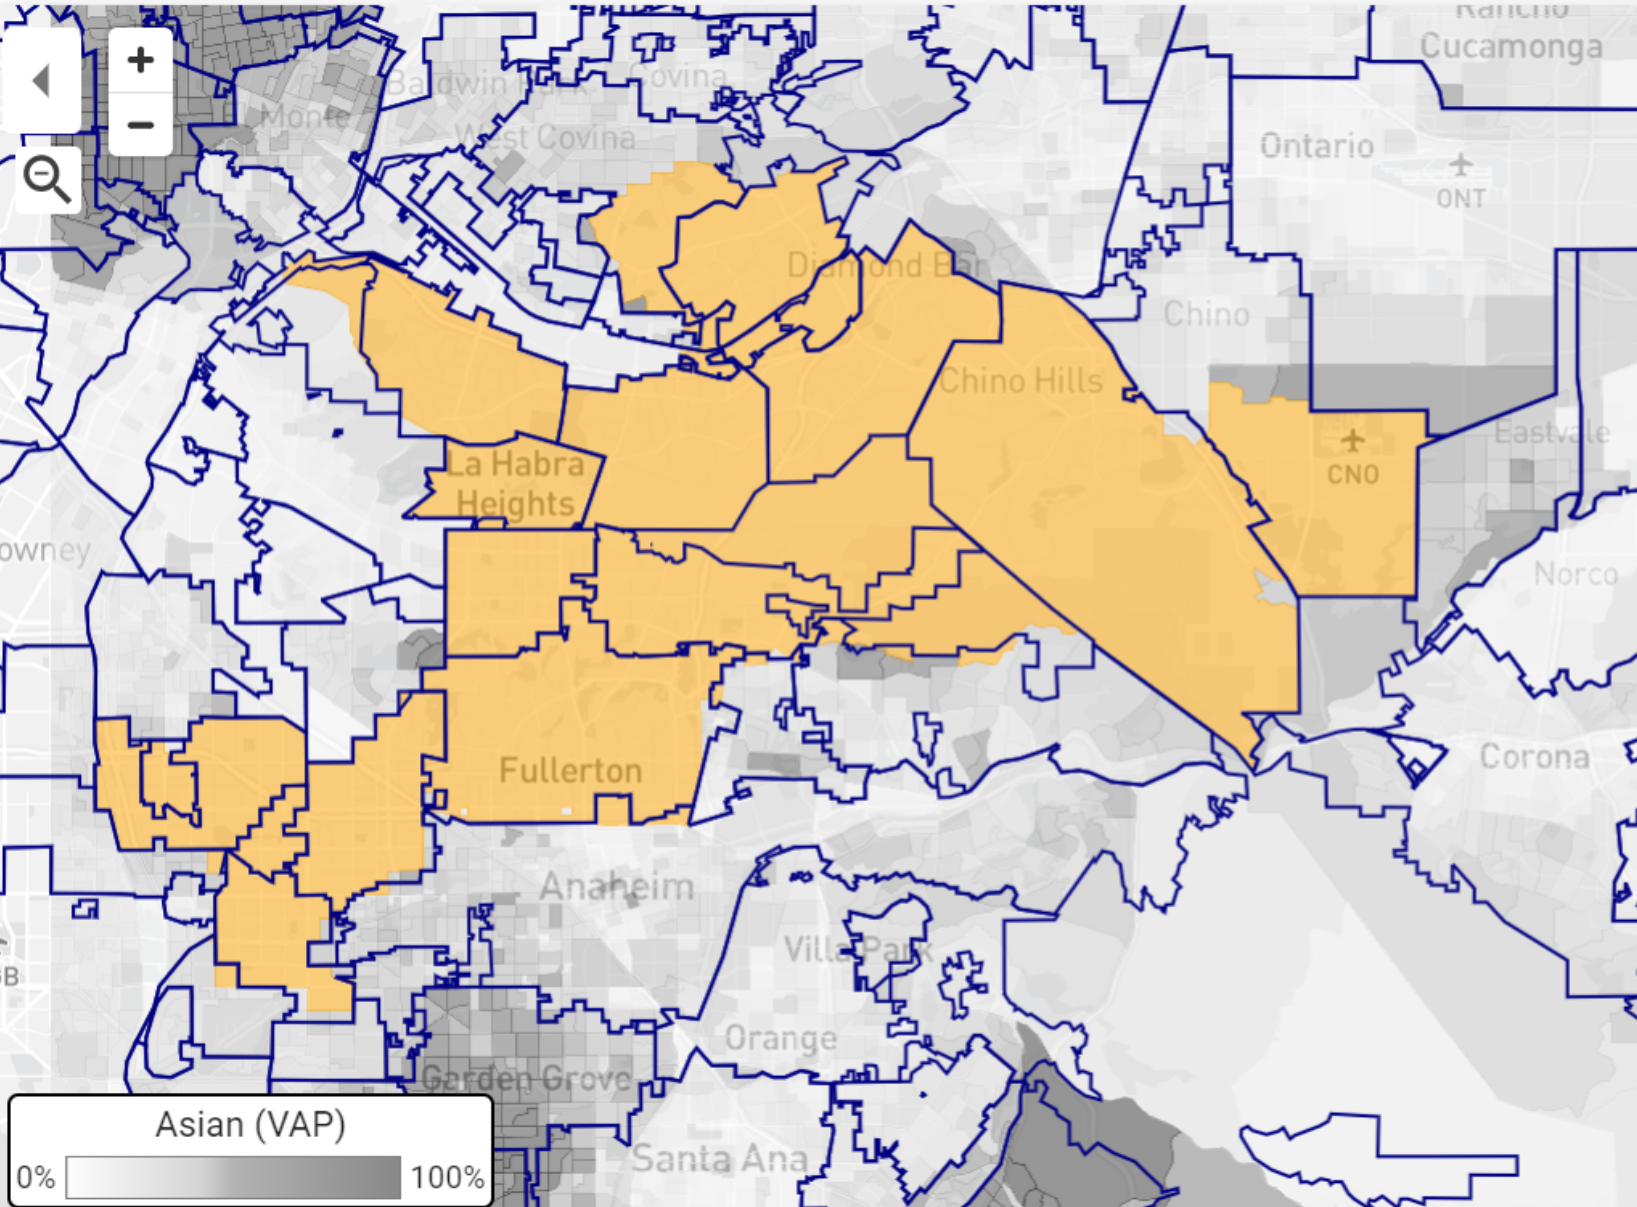 Rancho
Cucamonga
+
−
Baldwin Park
Covina
Monte
West Covina
Ontario
ONT
Diamond Bar
Chino
Chino Hills
Eastvale
CNO
La Habra
Heights
owney
Norco
Fullerton
Corona
Anaheim
Villa Park
GB
Orange
Garden Grove
Santa Ana
Asian (VAP)
0%
100%